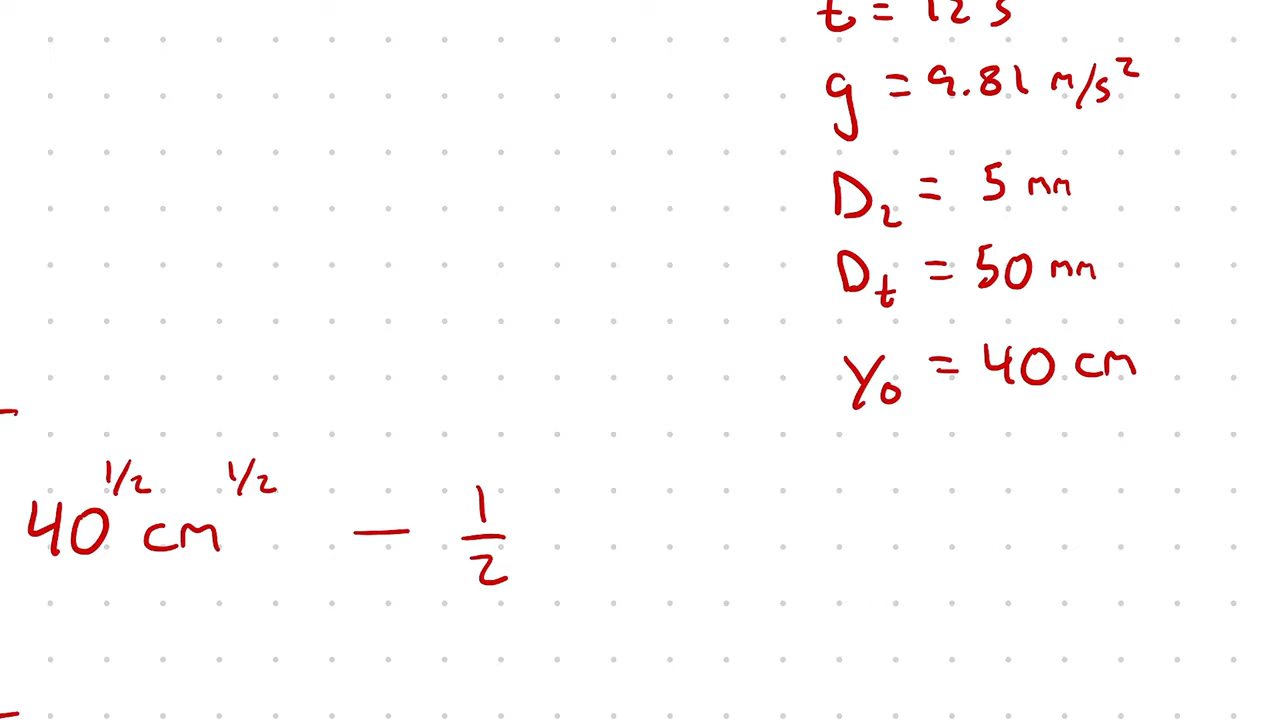 t = 12 s
g = 9.81 m/s²
D₂ = 5 mm
Dₜ = 50 mm
y₀ = 40 cm
40^1/2 cm^1/2 — 1/2